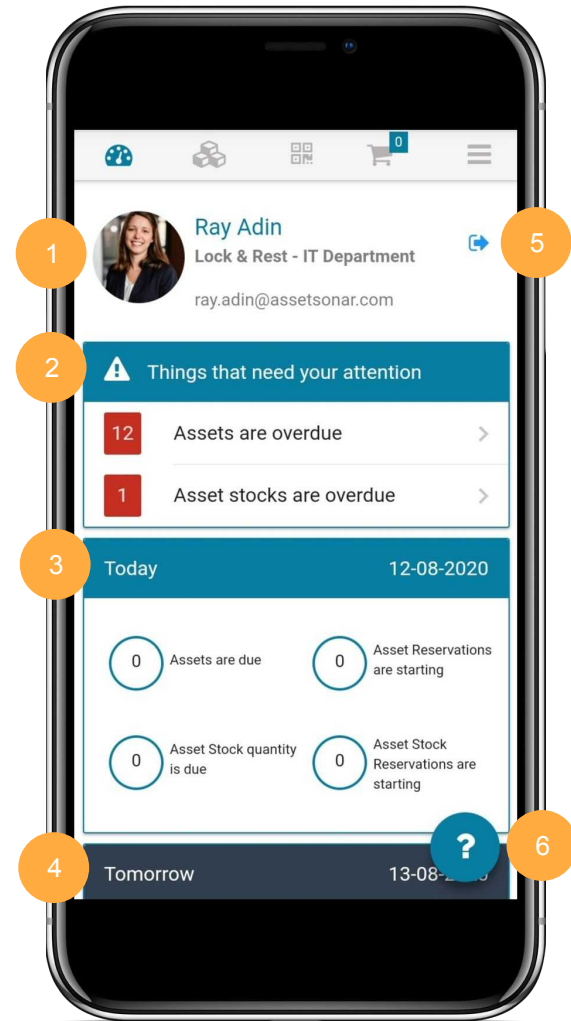 0
Ray Adin
Lock & Rest - IT Department
ray.adin@assetsonar.com
1
5
2
Things that need your attention
12
Assets are overdue
1
Asset stocks are overdue
3
Today
12-08-2020
0
Assets are due
0
Asset Reservations
are starting
0
Asset Stock quantity
is due
0
Asset Stock
Reservations are
starting
?
6
4
Tomorrow
13-08-